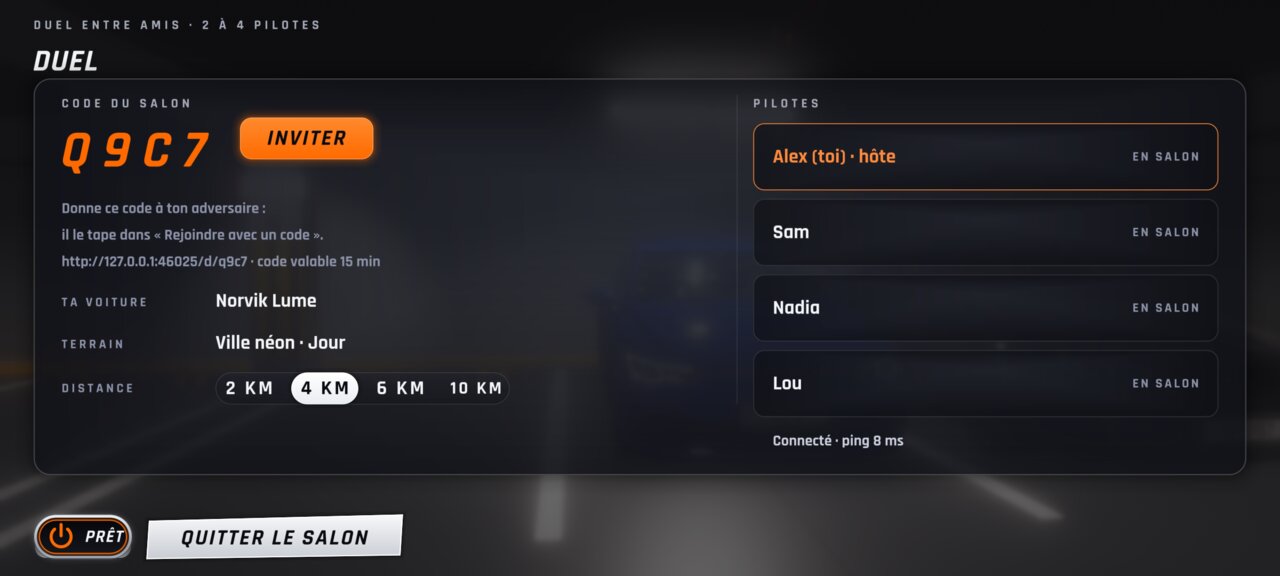 DUEL ENTRE AMIS · 2 À 4 PILOTES
DUEL
CODE DU SALON
Q9C7
INVITER
Donne ce code à ton adversaire :
il le tape dans « Rejoindre avec un code ».
http://127.0.0.1:46025/d/q9c7 · code valable 15 min
TA VOITURE Norvik Lume
TERRAIN Ville néon · Jour
DISTANCE 2 KM 4 KM 6 KM 10 KM
PILOTES
Alex (toi) · hôte EN SALON
Sam EN SALON
Nadia EN SALON
Lou EN SALON
Connecté · ping 8 ms
PRÊT
QUITTER LE SALON